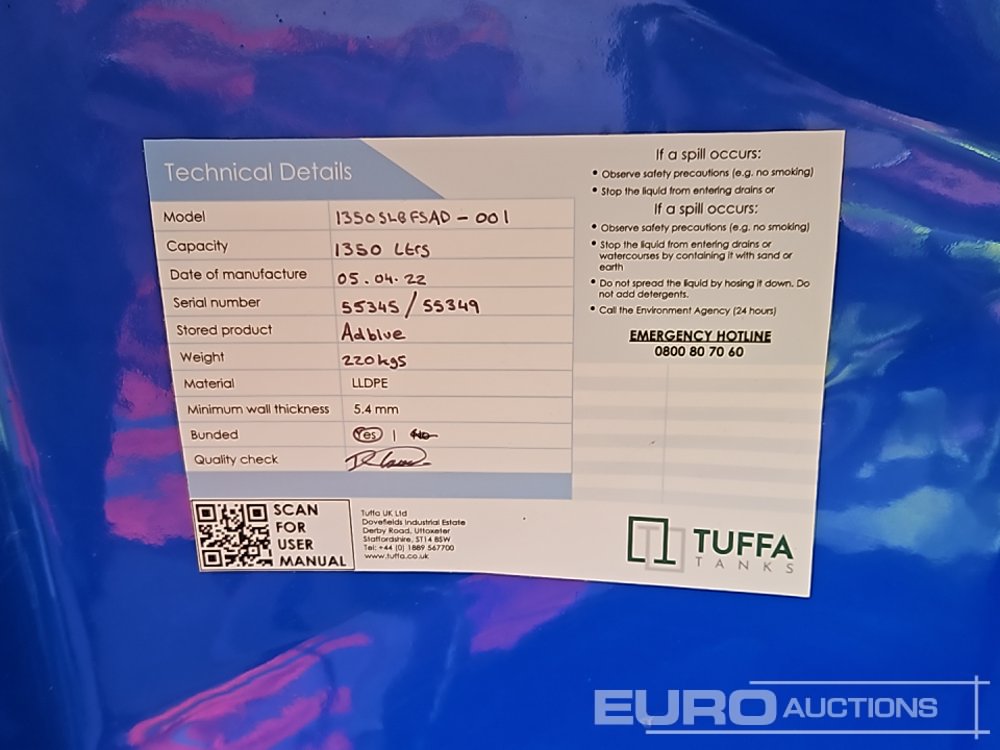 Technical Details
Model 1350SLBFSAD - 001
Capacity 1350 Ltrs
Date of manufacture 05.04.22
Serial number 55345/55349
Stored product Adblue
Weight 220kgs
Material LLDPE
Minimum wall thickness 5.4 mm
Bunded Yes | No
Quality check
If a spill occurs:
• Observe safety precautions (e.g. no smoking)
• Stop the liquid from entering drains or
If a spill occurs:
• Observe safety precautions (e.g. no smoking)
• Stop the liquid from entering drains or
watercourses by containing it with sand or
earth
• Do not spread the liquid by hosing it down. Do
not add detergents.
• Call the Environment Agency (24 hours)
EMERGENCY HOTLINE
0800 80 70 60
SCAN
FOR
USER
MANUAL
Tuffa UK Ltd
Dovefields Industrial Estate
Derby Road, Uttoxeter
Staffordshire, ST14 8SW
Tel: +44 (0) 1889 567700
www.tuffa.co.uk
TUFFA
TANKS
EURO AUCTIONS